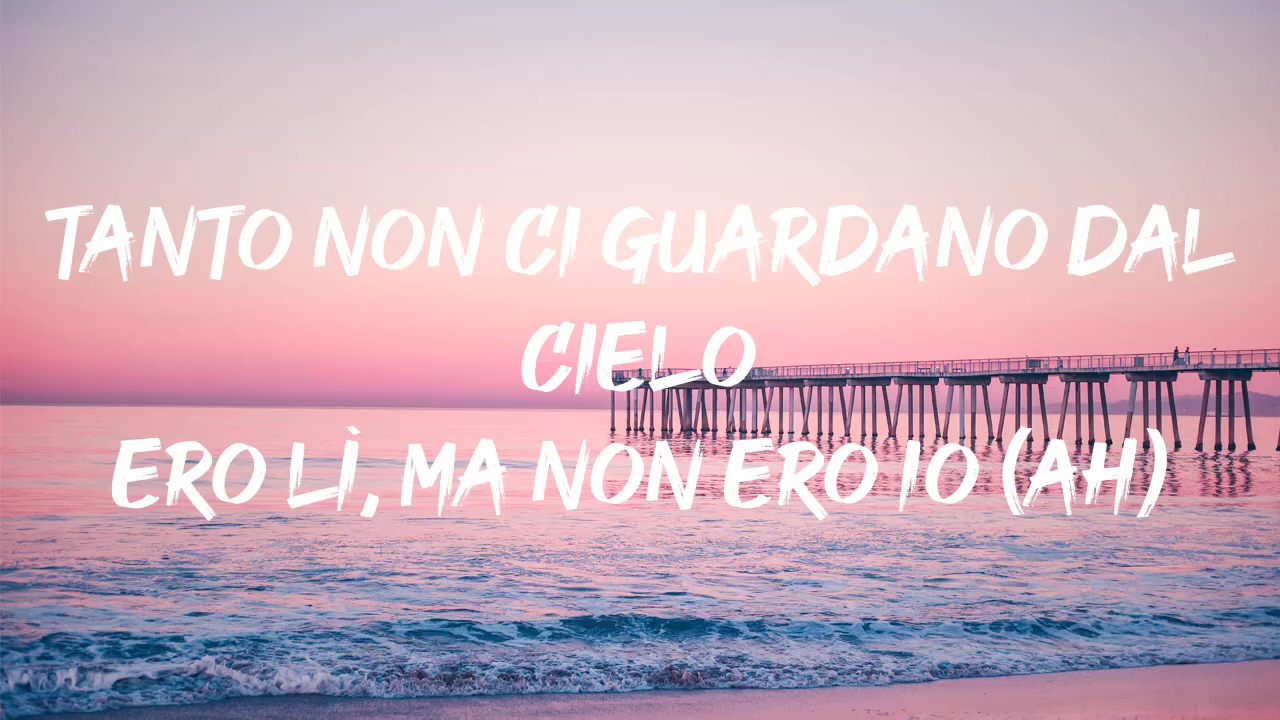 TANTO NON CI GUARDANO DAL
CIELO
ERO LÌ, MA NON ERO IO (AH)